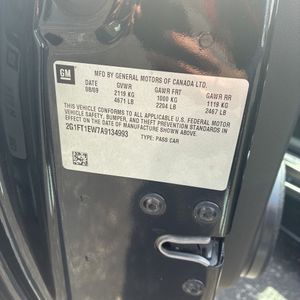 GM
MFD BY GENERAL MOTORS OF CANADA LTD.
DATE GVWR GAWR FRT GAWR RR
08/09 2119 KG 1000 KG 1119 KG
4671 LB 2204 LB 2467 LB
THIS VEHICLE CONFORMS TO ALL APPLICABLE U.S. FEDERAL MOTOR
VEHICLE SAFETY, BUMPER, AND THEFT PREVENTION STANDARDS IN EFFECT
ON THE DATE OF MANUFACTURE SHOWN ABOVE.
2G1FT1EW7A9134993
TYPE: PASS CAR